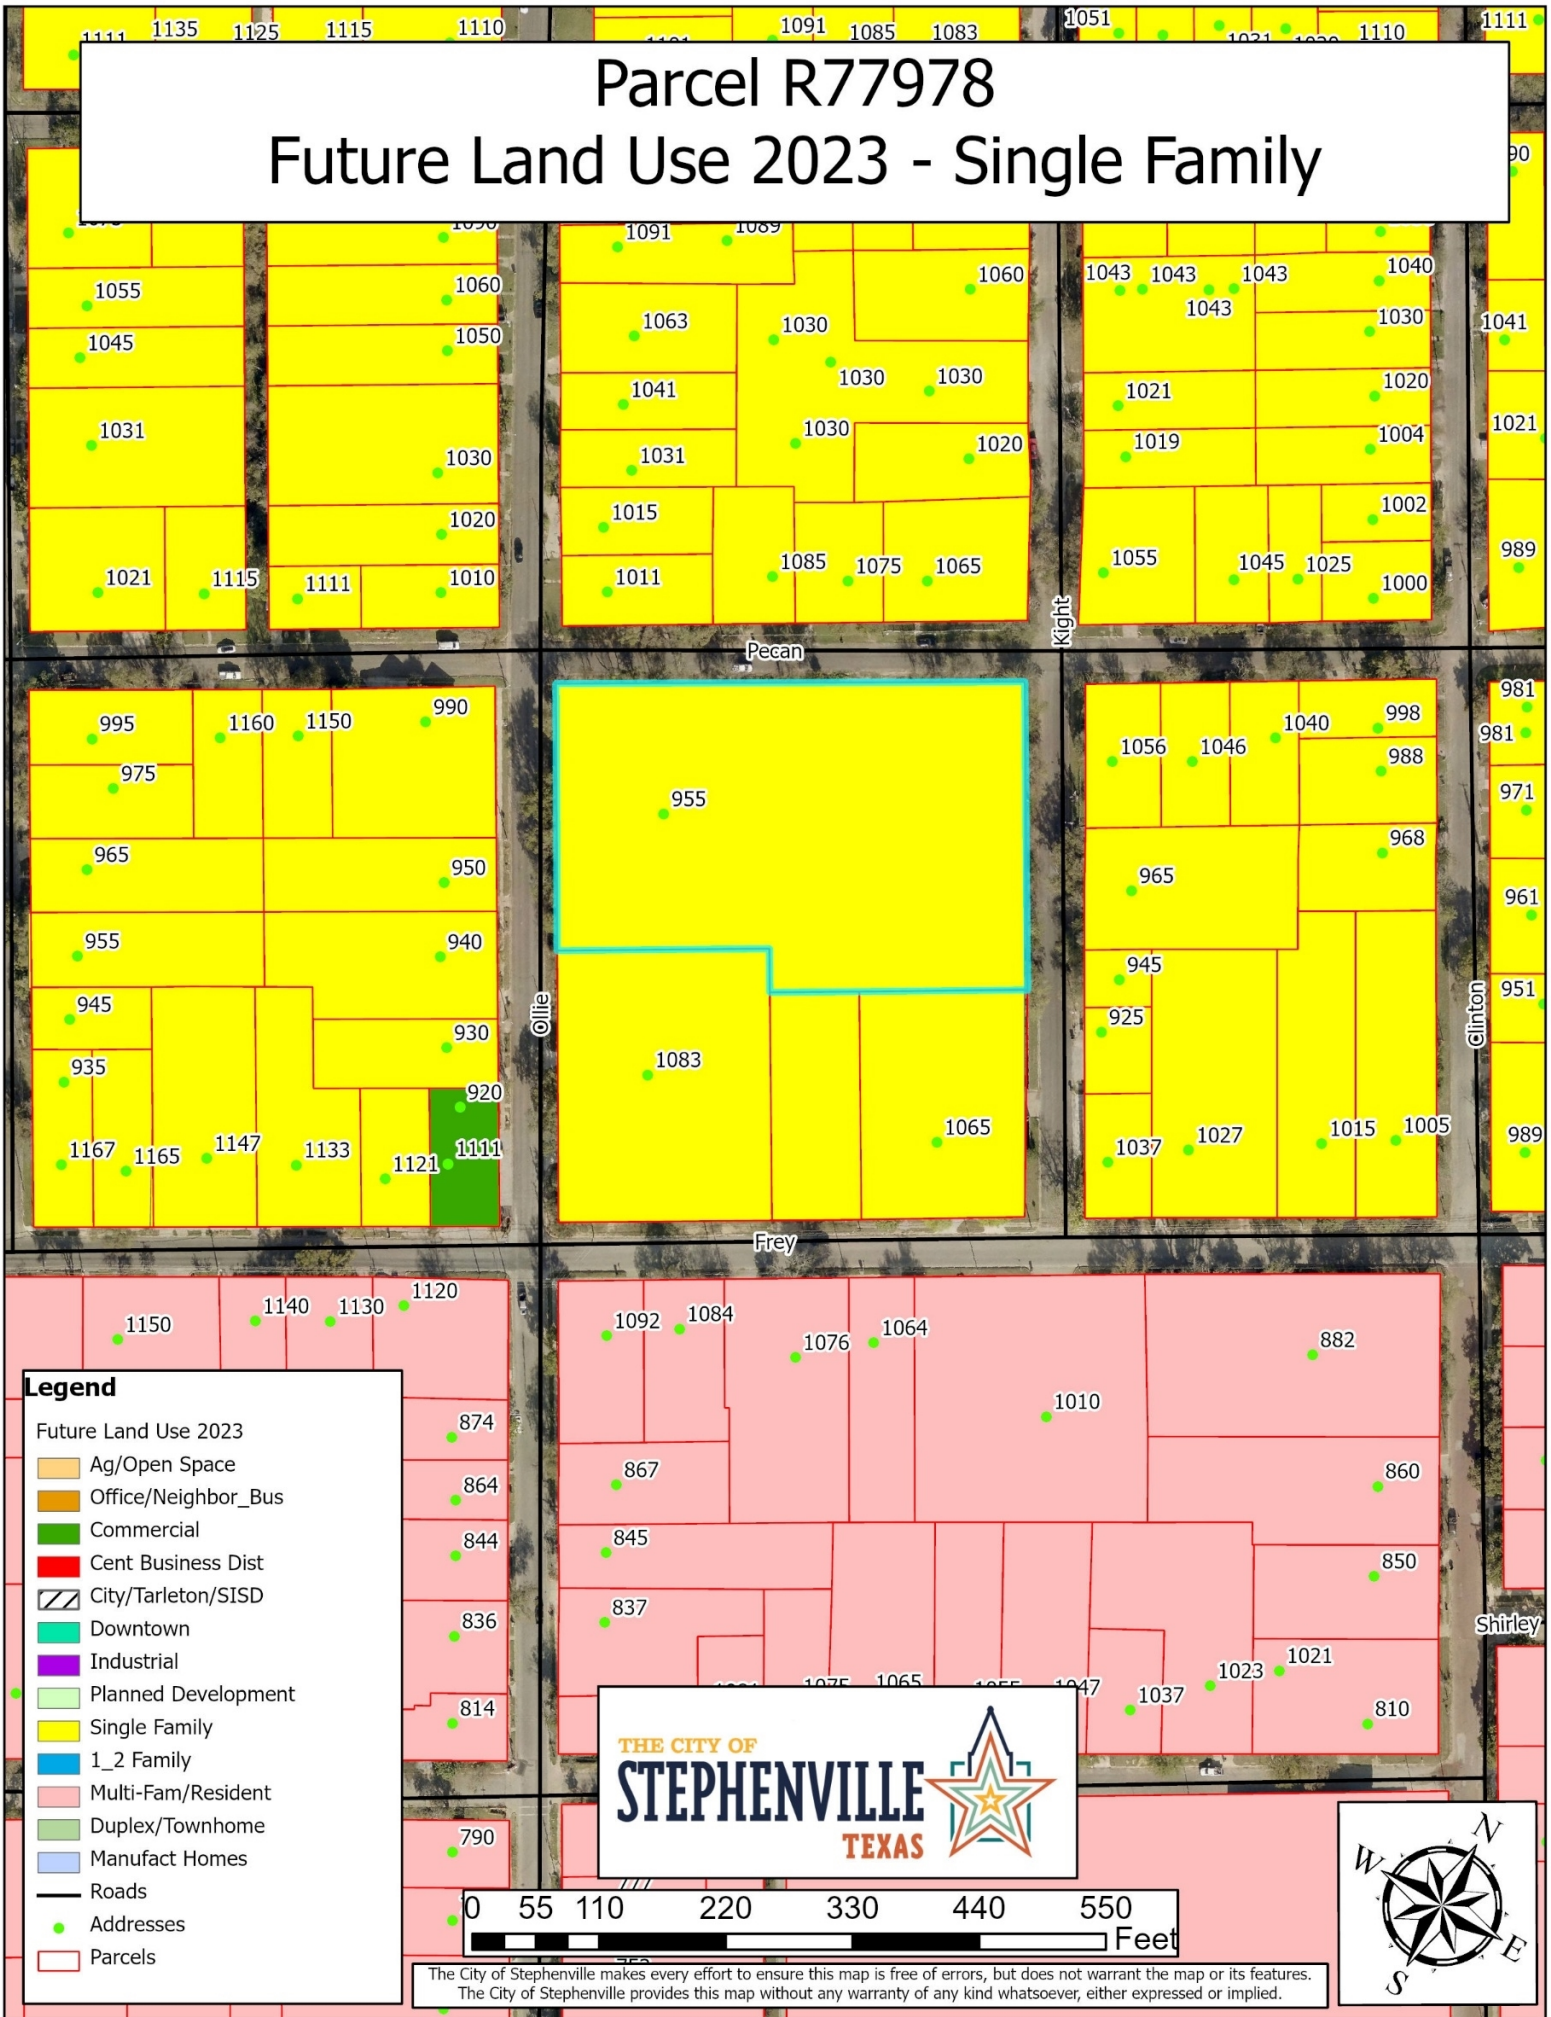 1111 1135 1125 1115 1110 1091 1085 1083 1051 1031 1110 1111
Parcel R77978
Future Land Use 2023 - Single Family
1091 1089 1060 1043 1043 1043 1040
1055 1060 1063 1030 1043 1030 1041
1045 1050 1030 1030
1041 1021 1020
1031 1030 1031 1030 1020 1019 1004 1021
1020 1015 1002
1021 1115 1111 1010 1011 1085 1075 1065 1055 1045 1025 1000 989
Kight
Pecan
995 1160 1150 990 1040 998 981
975 1056 1046 988 981
955 971
965 950 965 968
955 940 945 961
945 Ollie 925 Clinton 951
935 930 1083
920
1167 1165 1147 1133 1121 1111 1065 1037 1027 1015 1005 989
Frey
1150 1140 1130 1120 1092 1084 1076 1064 1010 882
874 867 860
864
844 845 850
836 837
814 1075 1065 1047 1037 1023 1021 810
Shirley
790
Legend
Future Land Use 2023
Ag/Open Space
Office/Neighbor_Bus
Commercial
Cent Business Dist
City/Tarleton/SISD
Downtown
Industrial
Planned Development
Single Family
1_2 Family
Multi-Fam/Resident
Duplex/Townhome
Manufact Homes
Roads
Addresses
Parcels
THE CITY OF
STEPHENVILLE
TEXAS
N
W
E
S
0 55 110 220 330 440 550
Feet
The City of Stephenville makes every effort to ensure this map is free of errors, but does not warrant the map or its features.
The City of Stephenville provides this map without any warranty of any kind whatsoever, either expressed or implied.